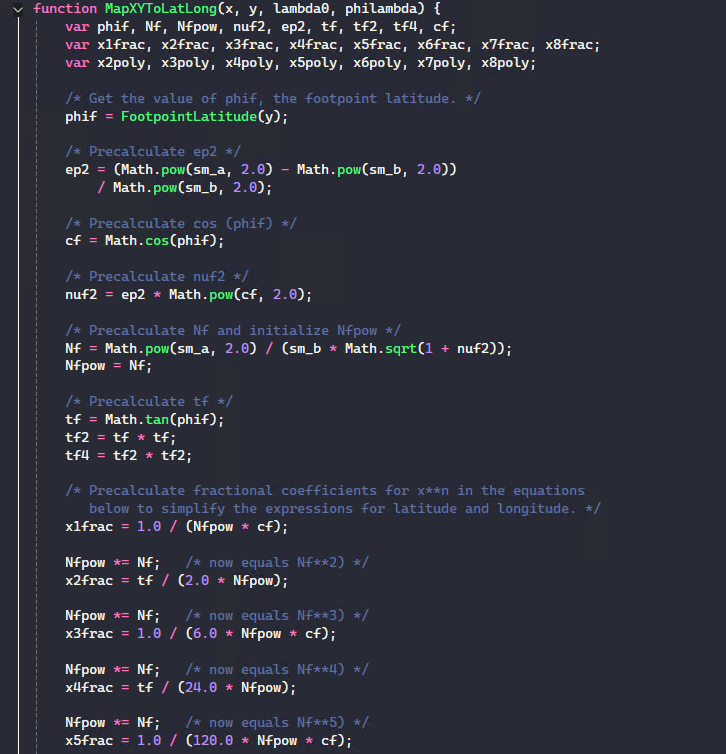 function MapXYToLatLong(x, y, lambda0, philambda) {
var phif, Nf, Nfpow, nuf2, ep2, tf, tf2, tf4, cf;
var x1frac, x2frac, x3frac, x4frac, x5frac, x6frac, x7frac, x8frac;
var x2poly, x3poly, x4poly, x5poly, x6poly, x7poly, x8poly;
/* Get the value of phif, the footpoint latitude. */
phif = FootpointLatitude(y);
/* Precalculate ep2 */
ep2 = (Math.pow(sm_a, 2.0) - Math.pow(sm_b, 2.0))
/ Math.pow(sm_b, 2.0);
/* Precalculate cos (phif) */
cf = Math.cos(phif);
/* Precalculate nuf2 */
nuf2 = ep2 * Math.pow(cf, 2.0);
/* Precalculate Nf and initialize Nfpow */
Nf = Math.pow(sm_a, 2.0) / (sm_b * Math.sqrt(1 + nuf2));
Nfpow = Nf;
/* Precalculate tf */
tf = Math.tan(phif);
tf2 = tf * tf;
tf4 = tf2 * tf2;
/* Precalculate fractional coefficients for x**n in the equations
below to simplify the expressions for latitude and longitude. */
x1frac = 1.0 / (Nfpow * cf);
Nfpow *= Nf;   /* now equals Nf**2) */
x2frac = tf / (2.0 * Nfpow);
Nfpow *= Nf;   /* now equals Nf**3) */
x3frac = 1.0 / (6.0 * Nfpow * cf);
Nfpow *= Nf;   /* now equals Nf**4) */
x4frac = tf / (24.0 * Nfpow);
Nfpow *= Nf;   /* now equals Nf**5) */
x5frac = 1.0 / (120.0 * Nfpow * cf);